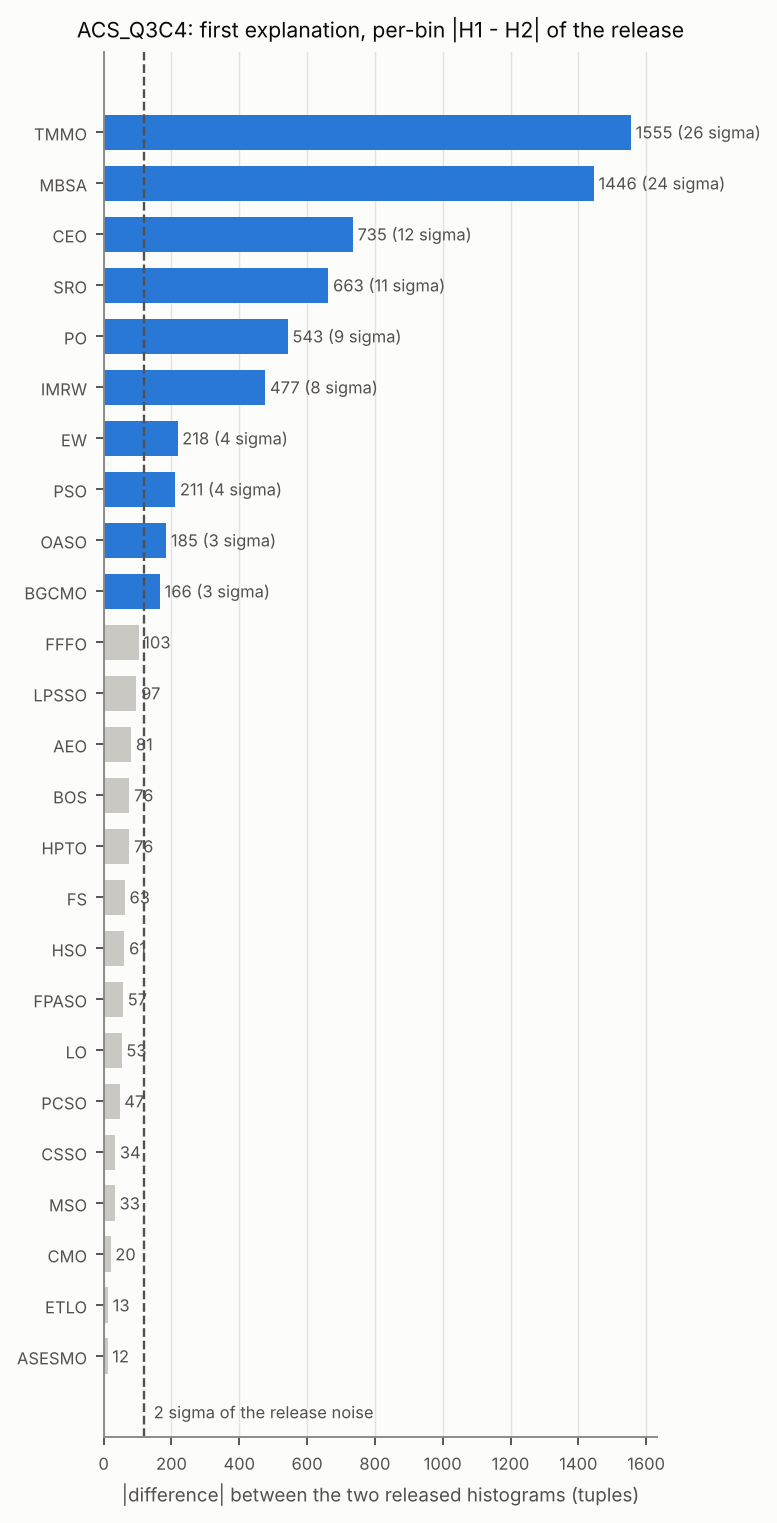 ACS_Q3C4: first explanation, per-bin |H1 - H2| of the release
TMMO 1555 (26 sigma)
MBSA 1446 (24 sigma)
CEO 735 (12 sigma)
SRO 663 (11 sigma)
PO 543 (9 sigma)
IMRW 477 (8 sigma)
EW 218 (4 sigma)
PSO 211 (4 sigma)
OASO 185 (3 sigma)
BGCMO 166 (3 sigma)
FFFO 103
LPSSO 97
AEO 81
BOS 76
HPTO 76
FS 63
HSO 61
FPASO 57
LO 53
PCSO 47
CSSO 34
MSO 33
CMO 20
ETLO 13
ASESMO 12
2 sigma of the release noise
0 200 400 600 800 1000 1200 1400 1600
|difference| between the two released histograms (tuples)